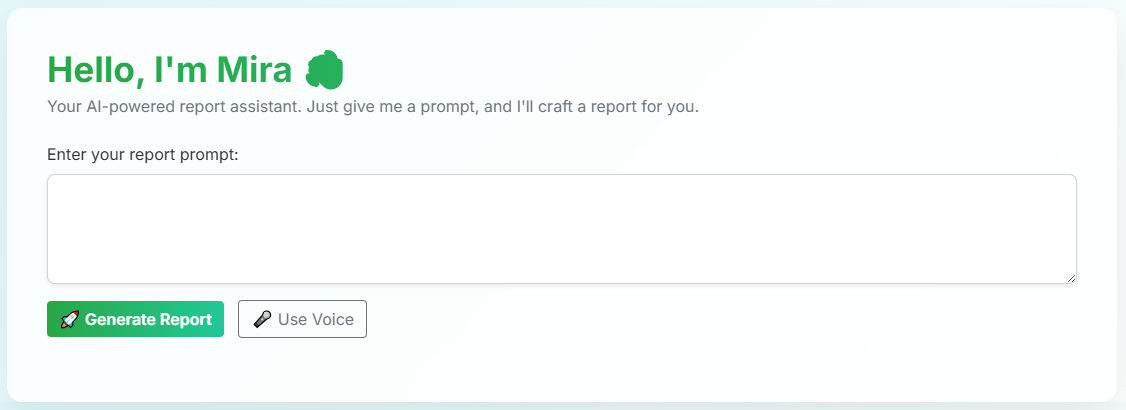 Hello, I'm Mira
Your AI-powered report assistant. Just give me a prompt, and I'll craft a report for you.
Enter your report prompt:
🚀 Generate Report
🎤 Use Voice